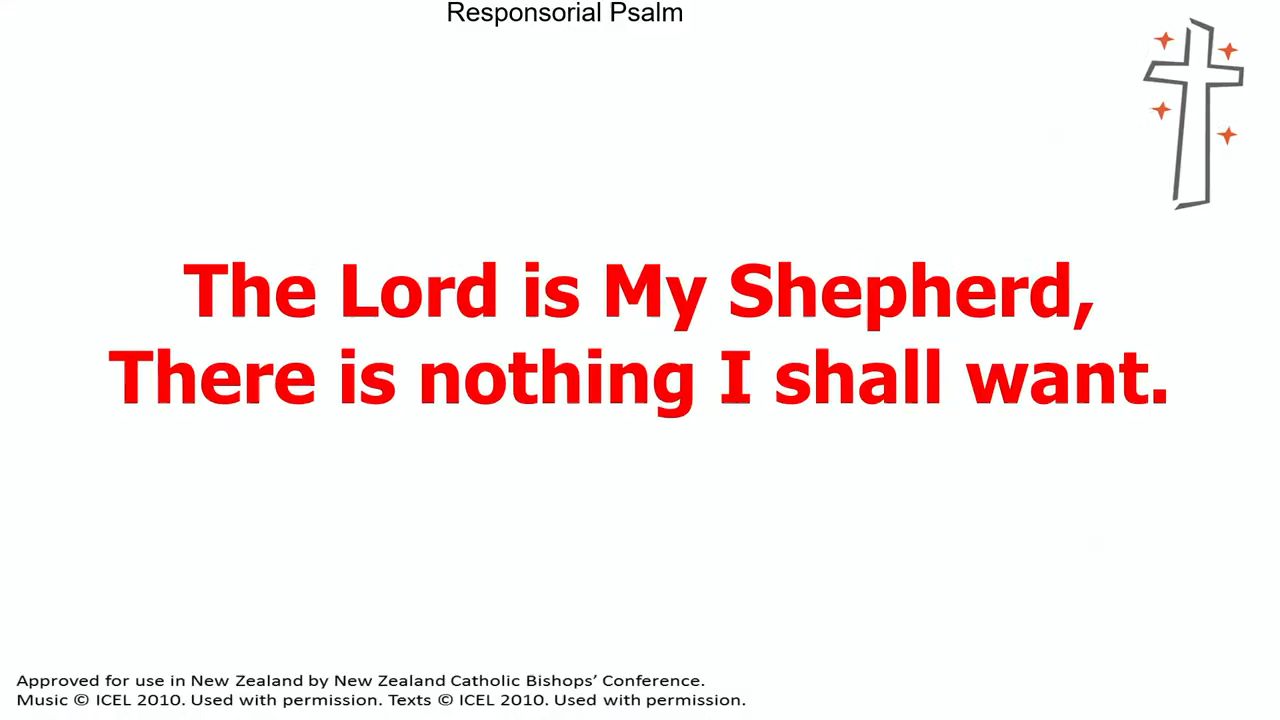 Responsorial Psalm
The Lord is My Shepherd,
There is nothing I shall want.
Approved for use in New Zealand by New Zealand Catholic Bishops’ Conference.
Music © ICEL 2010. Used with permission. Texts © ICEL 2010. Used with permission.